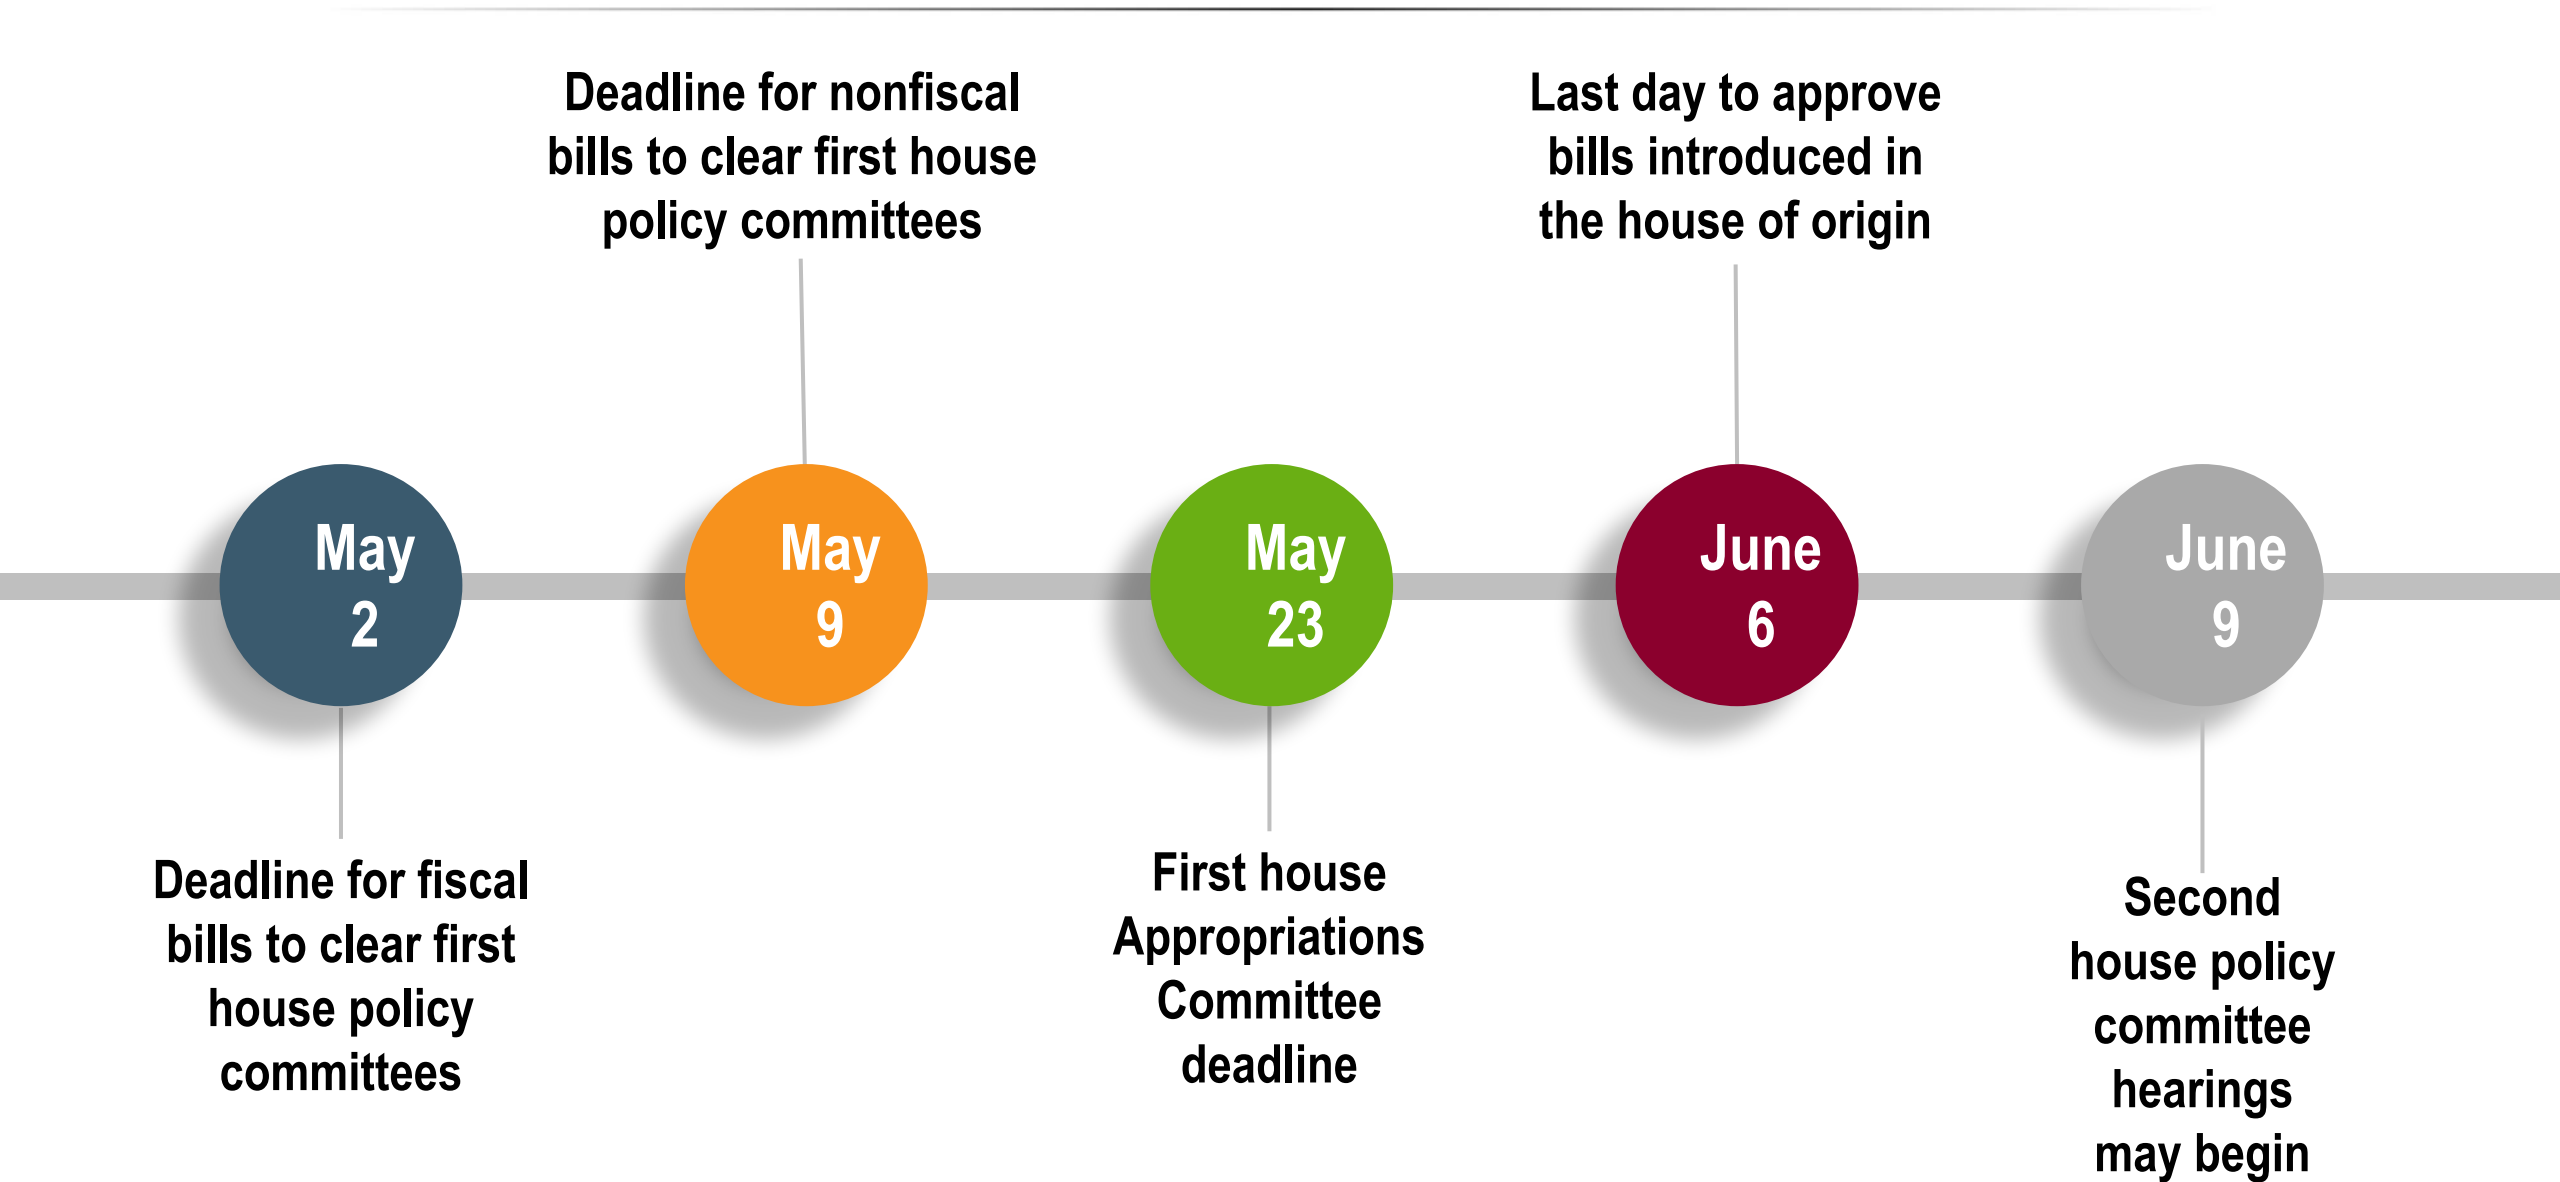 Deadline for nonfiscal
bills to clear first house
policy committees
Last day to approve
bills introduced in
the house of origin
May
2
May
9
May
23
June
6
June
9
Deadline for fiscal
bills to clear first
house policy
committees
First house
Appropriations
Committee
deadline
Second
house policy
committee
hearings
may begin